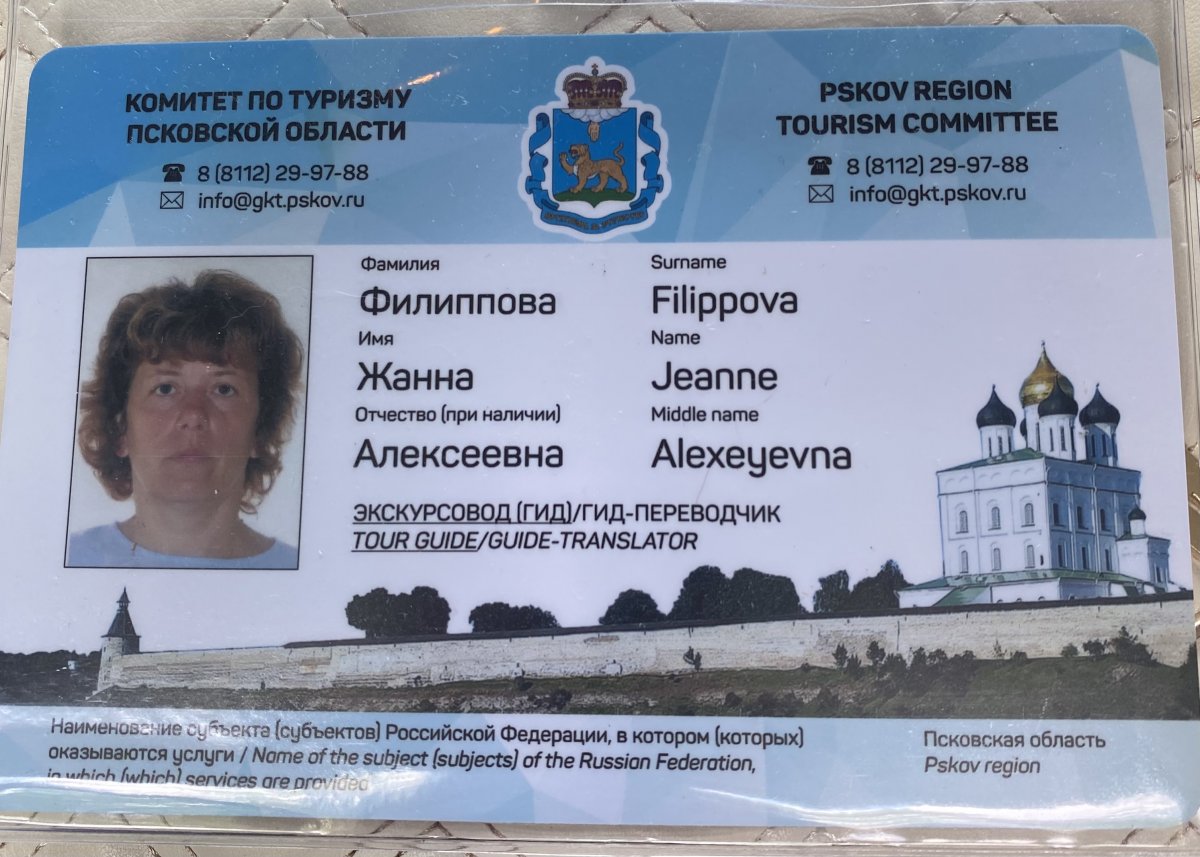 КОМИТЕТ ПО ТУРИЗМУ
ПСКОВСКОЙ ОБЛАСТИ
8 (8112) 29-97-88
info@gkt.pskov.ru
PSKOV REGION
TOURISM COMMITTEE
8 (8112) 29-97-88
info@gkt.pskov.ru
Фамилия
Филиппова
Имя
Жанна
Отчество (при наличии)
Алексеевна
Surname
Filippova
Name
Jeanne
Middle name
Alexeyevna
ЭКСКУРСОВОД (ГИД)/ГИД-ПЕРЕВОДЧИК
TOUR GUIDE/GUIDE-TRANSLATOR
Наименование субъекта (субъектов) Российской Федерации, в котором (которых)
оказываются услуги / Name of the subject (subjects) of the Russian Federation,
in which (which) services are provided
Псковская область
Pskov region